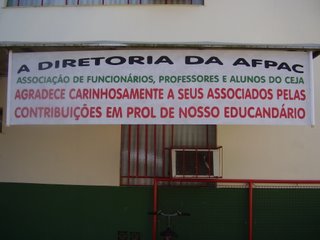 A DIRETORIA DA AFPAC
ASSOCIAÇÃO DE FUNCIONÁRIOS, PROFESSORES E ALUNOS DO CEJA
AGRADECE CARINHOSAMENTE A SEUS ASSOCIADOS PELAS
CONTRIBUIÇÕES EM PROL DE NOSSO EDUCANDÁRIO